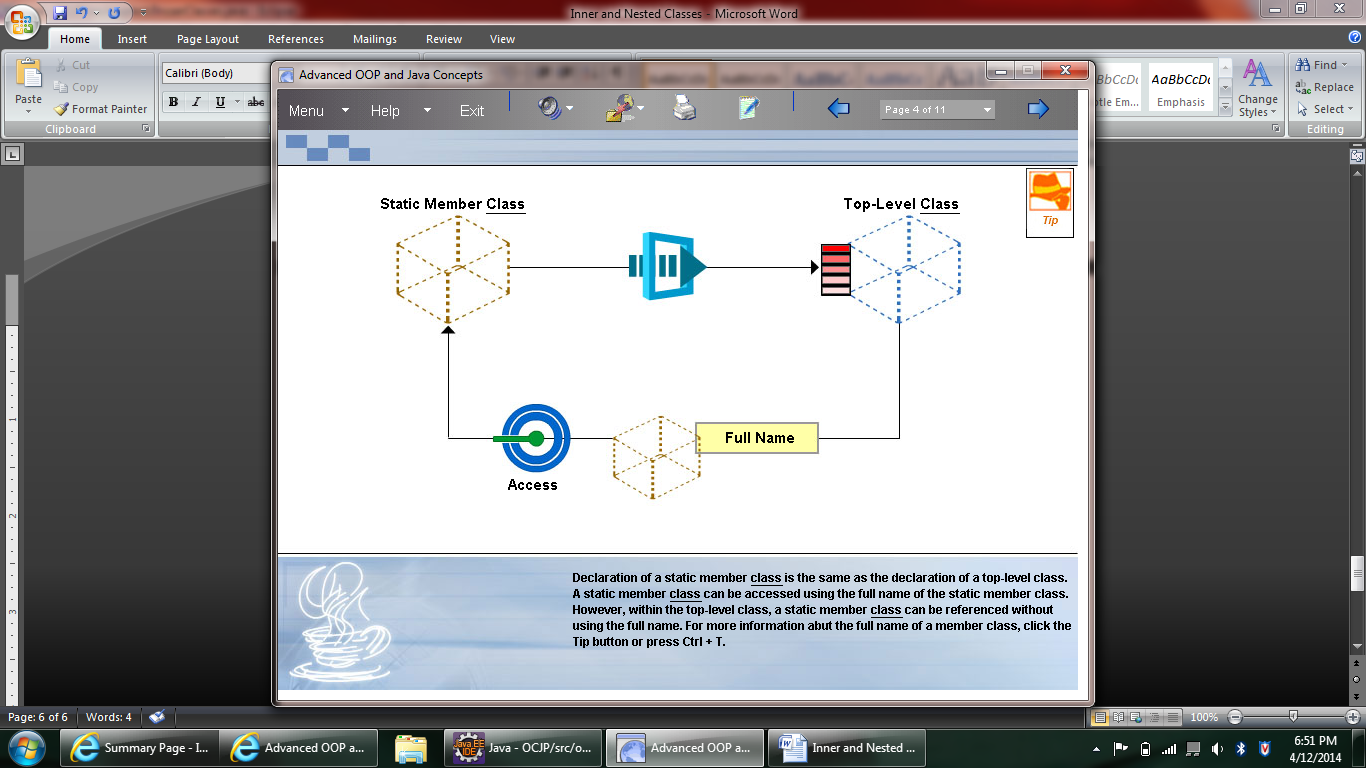 Inner and Nested Classes - Microsoft Word
Home Insert Page Layout References Mailings Review View
Paste
Cut
Copy
Format Painter
Clipboard
Calibri (Body)
B I U abc
AaBbCcDc
Emphasis
Change
Styles
Find
Replace
Select
Editing
Advanced OOP and Java Concepts
Menu Help Exit Page 4 of 11
Tip
Static Member Class
Top-Level Class
Full Name
Access
Declaration of a static member class is the same as the declaration of a top-level class.
A static member class can be accessed using the full name of the static member class.
However, within the top-level class, a static member class can be referenced without
using the full name. For more information abut the full name of a member class, click the
Tip button or press Ctrl + T.
Page: 6 of 6 Words: 4 100%
Summary Page - I... Advanced OOP a... Java - OCJP/src/o... Advanced OOP a... Inner and Nested ...
6:51 PM
4/12/2014